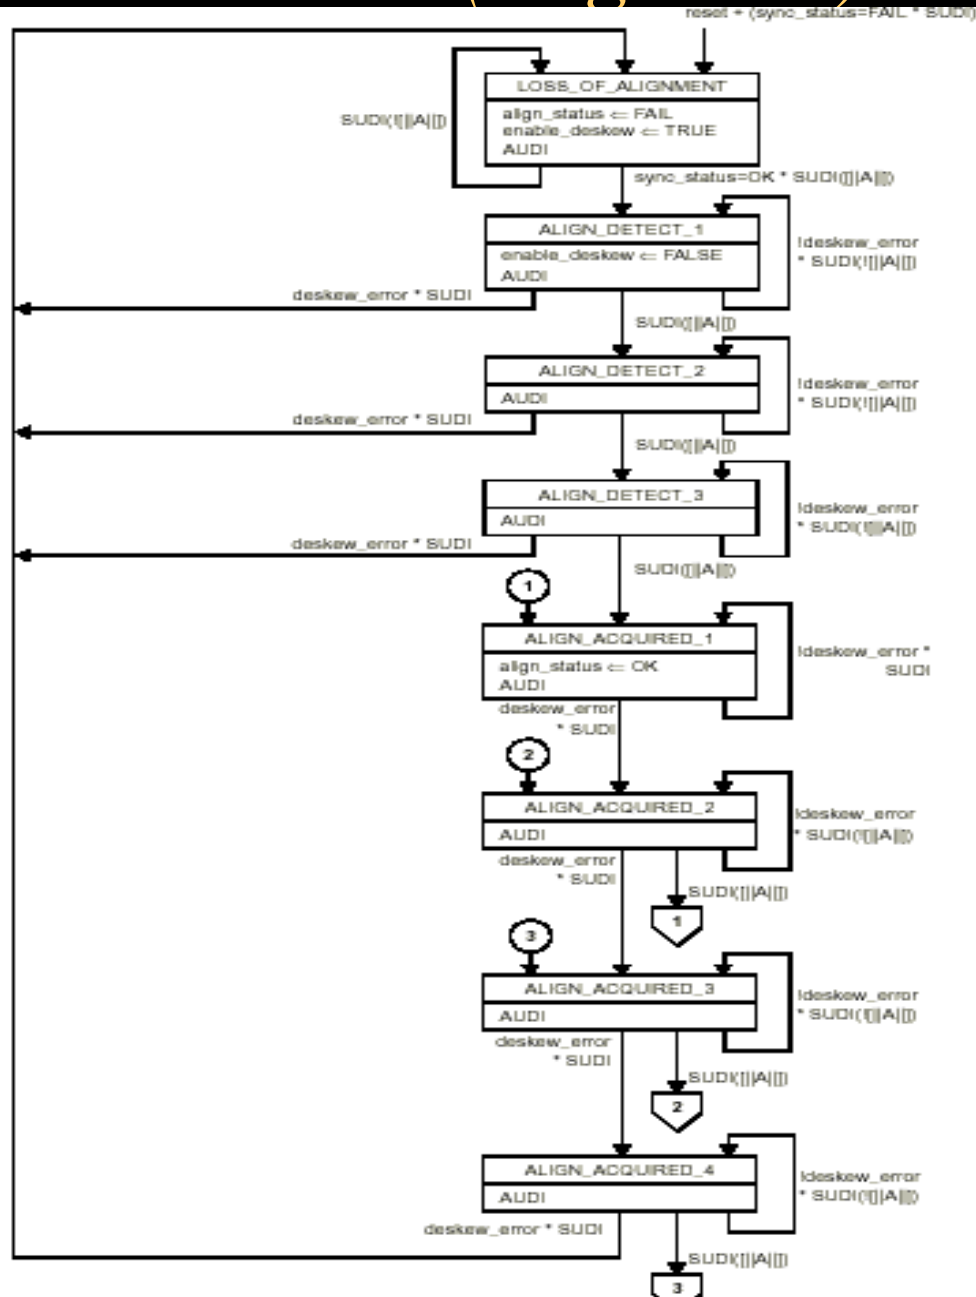 reset + (sync_status=FAIL * SUDI)
LOSS_OF_ALIGNMENT
align_status ⇐ FAIL
enable_deskew ⇐ TRUE
AUDI
SUDI(![||A||])
sync_status=OK * SUDI([||A||])
ALIGN_DETECT_1
enable_deskew ⇐ FALSE
AUDI
!deskew_error
* SUDI(![||A||])
deskew_error * SUDI
SUDI([||A||])
ALIGN_DETECT_2
AUDI
!deskew_error
* SUDI(![||A||])
deskew_error * SUDI
SUDI([||A||])
ALIGN_DETECT_3
AUDI
!deskew_error
* SUDI(![||A||])
deskew_error * SUDI
SUDI([||A||])
1
ALIGN_ACQUIRED_1
align_status ⇐ OK
AUDI
!deskew_error *
SUDI
deskew_error
* SUDI
2
ALIGN_ACQUIRED_2
AUDI
!deskew_error
* SUDI(![||A||])
deskew_error
* SUDI
SUDI([||A||])
1
3
ALIGN_ACQUIRED_3
AUDI
!deskew_error
* SUDI(![||A||])
deskew_error
* SUDI
SUDI([||A||])
2
ALIGN_ACQUIRED_4
AUDI
!deskew_error
* SUDI(![||A||])
deskew_error * SUDI
SUDI([||A||])
3